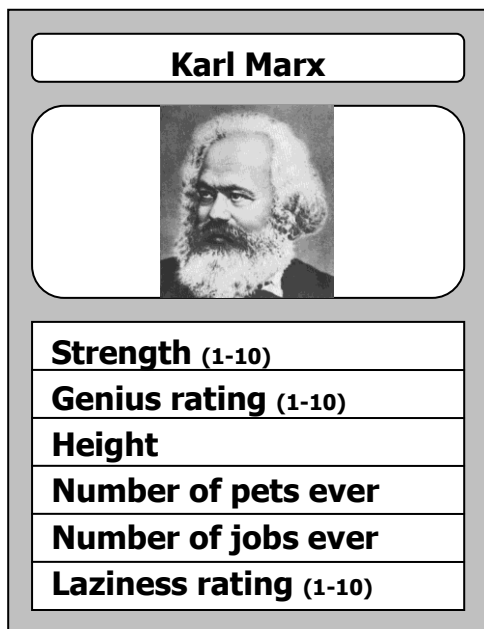 Karl Marx
Strength (1-10)
Genius rating (1-10)
Height
Number of pets ever
Number of jobs ever
Laziness rating (1-10)